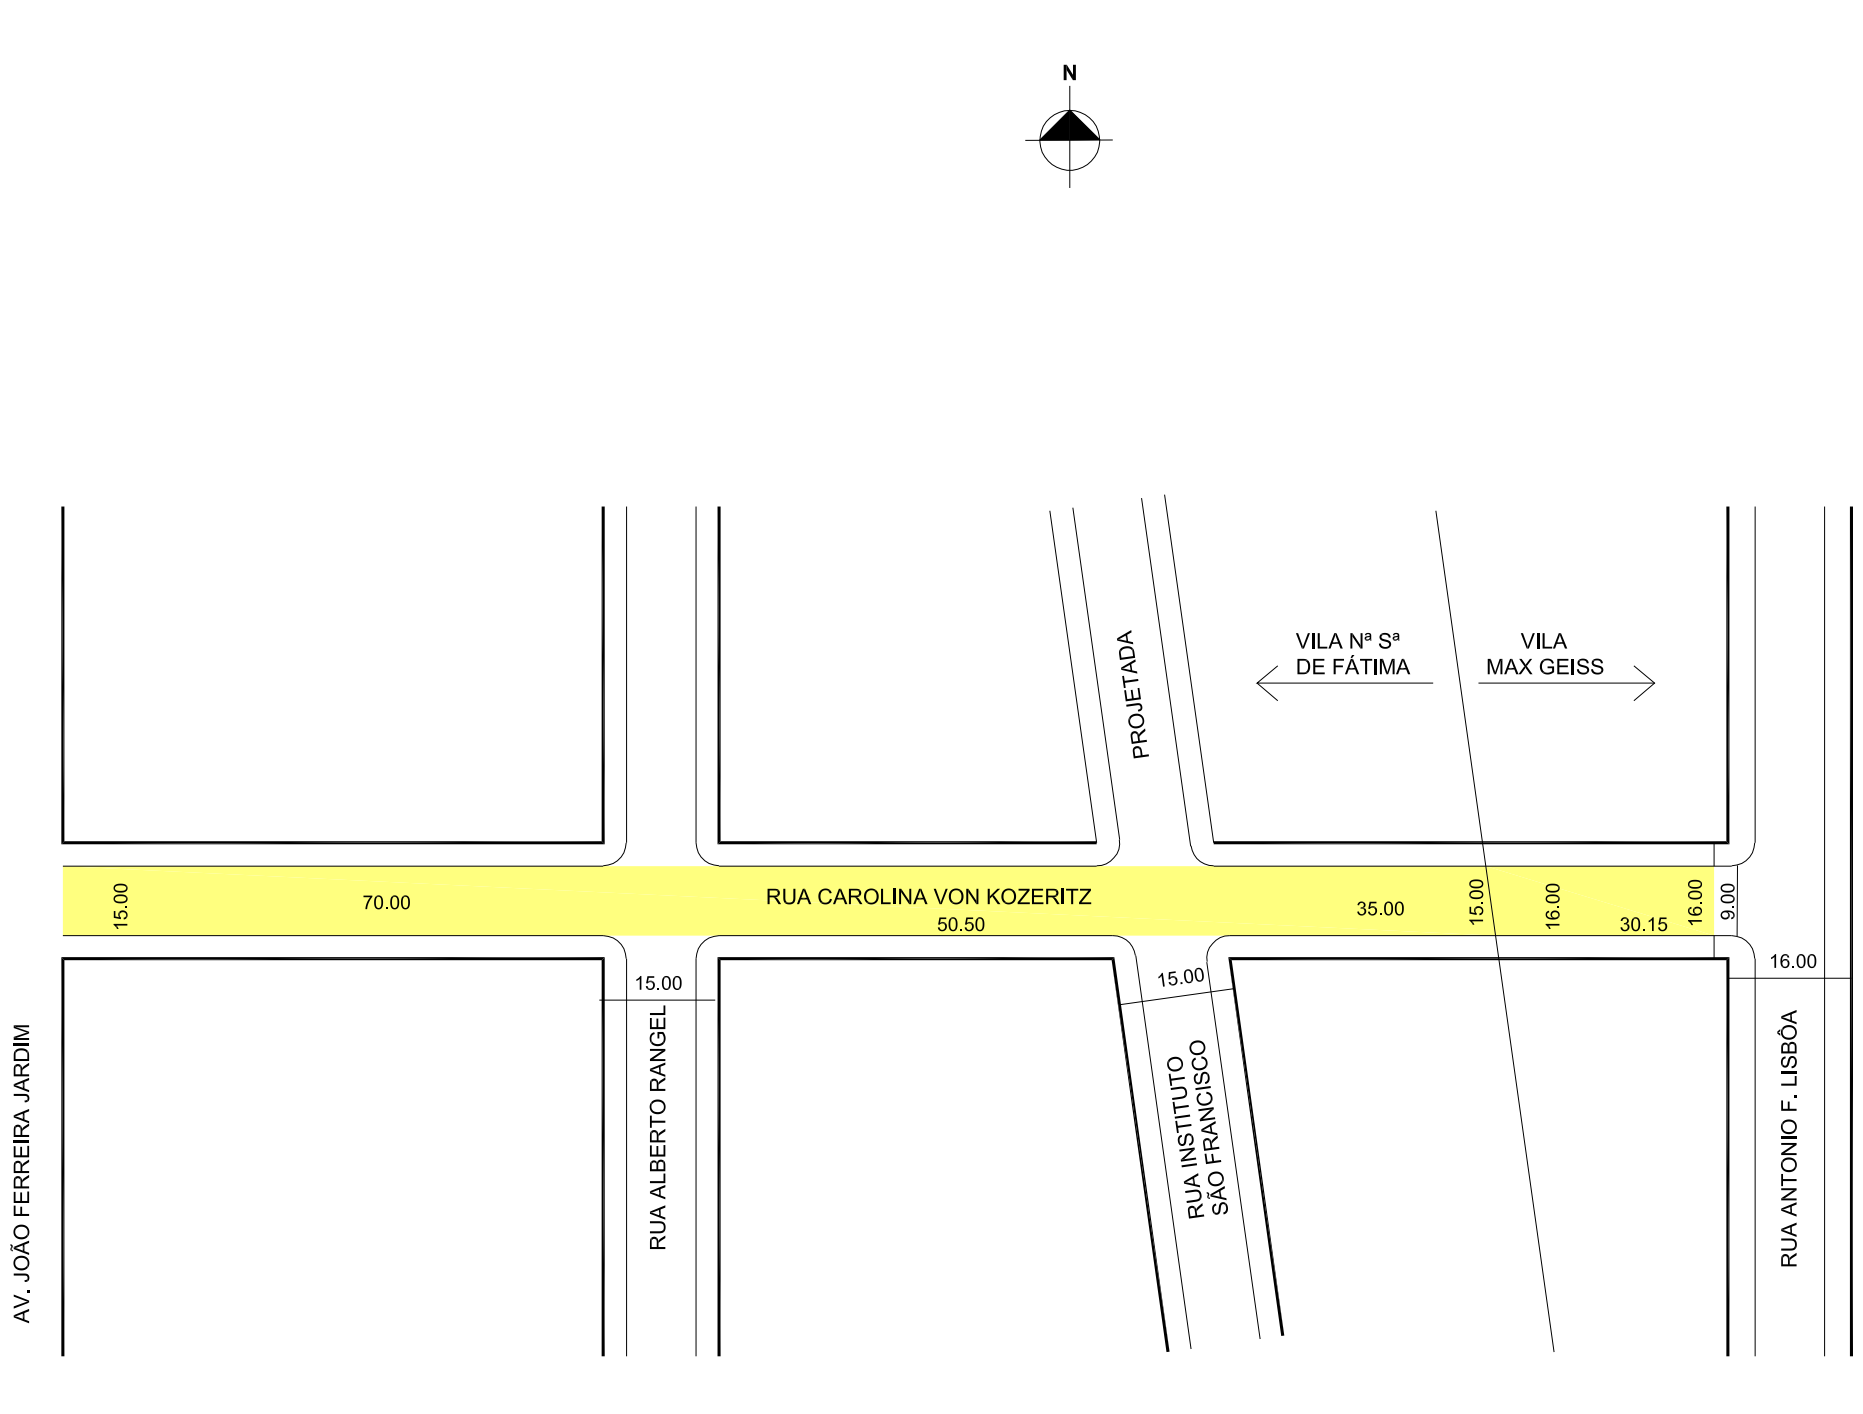 N
VILA Nª Sª
DE FÁTIMA
VILA
MAX GEISS
PROJETADA
15.00
70.00
RUA CAROLINA VON KOZERITZ
50.50
35.00
15.00
16.00
30.15
16.00
9.00
15.00
15.00
16.00
AV. JOÃO FERREIRA JARDIM
RUA ALBERTO RANGEL
RUA INSTITUTO
SÃO FRANCISCO
RUA ANTONIO F. LISBÔA